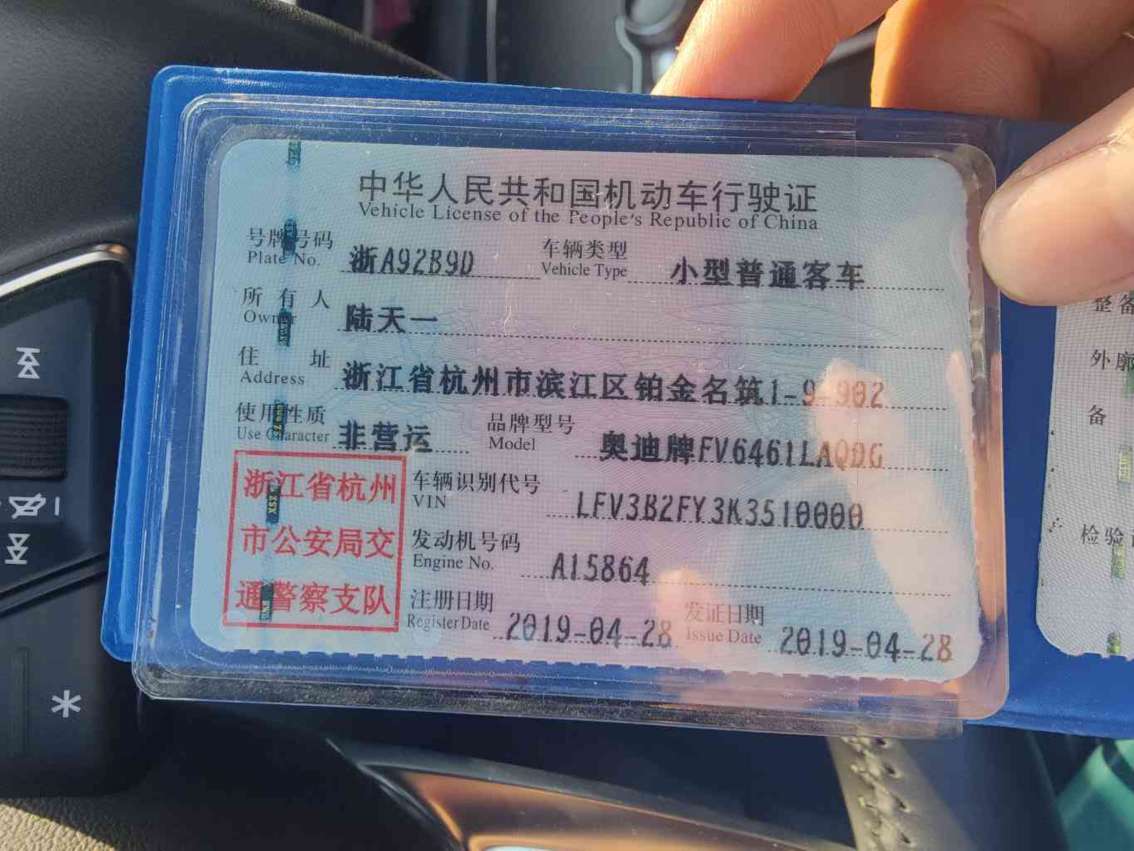 中华人民共和国机动车行驶证
Vehicle License of the People's Republic of China
号牌号码 浙A92B9D 车辆类型 小型普通客车
Plate No. Vehicle Type
所有人 陆天一
Owner
住址 浙江省杭州市滨江区铂金名筑1-9-902
Address
使用性质 非营运 品牌型号 奥迪牌FV6461LAQDG
Use Character Model
浙江省杭州
市公安局交
通警察支队
车辆识别代号 LFV3B2FY3K3510000
VIN
发动机号码 A15864
Engine No.
注册日期 2019-04-28 发证日期 2019-04-28
Register Date Issue Date
整备
外廓
备
检验